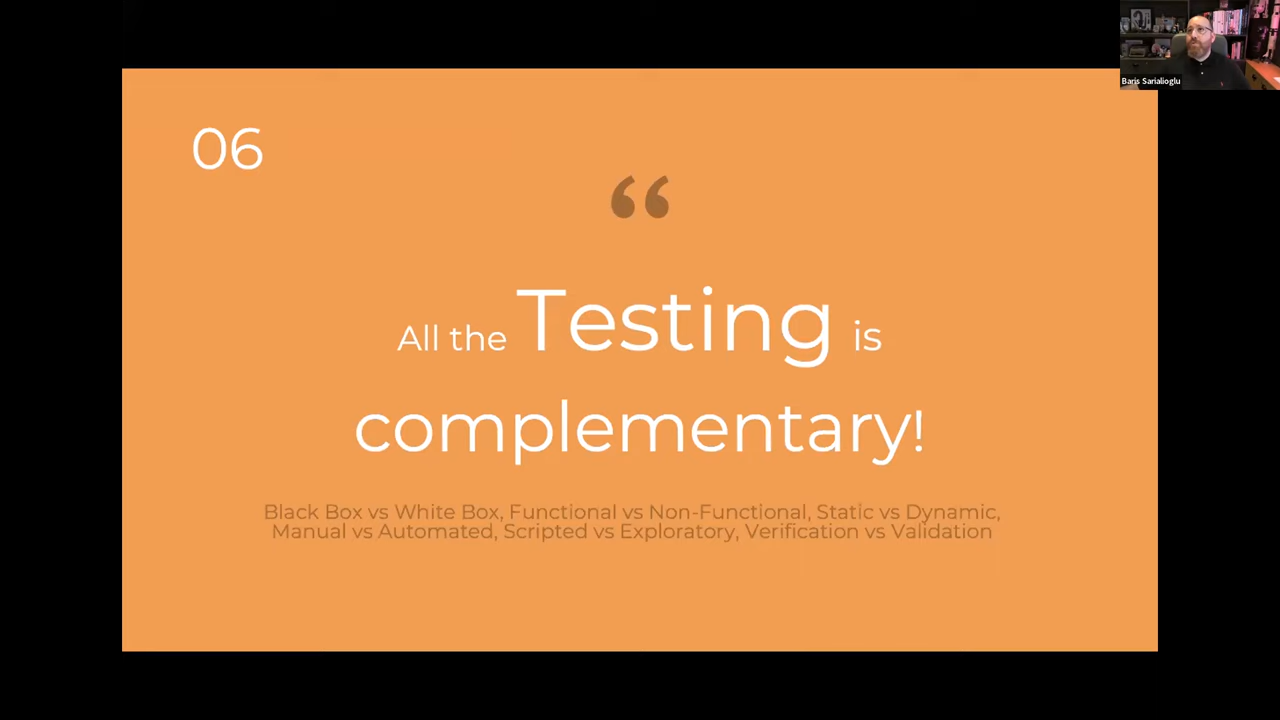 Baris Sarialioglu
06
“
All the Testing is
complementary!
Black Box vs White Box, Functional vs Non-Functional, Static vs Dynamic,
Manual vs Automated, Scripted vs Exploratory, Verification vs Validation